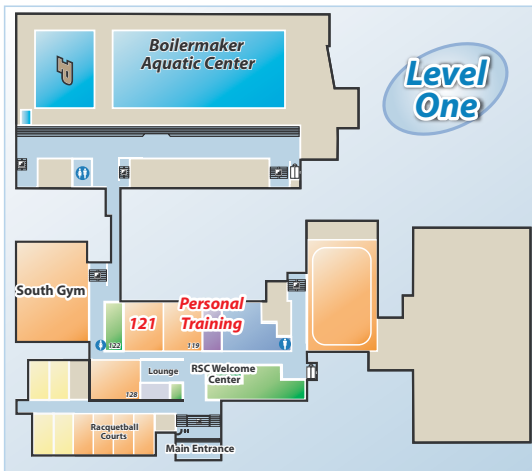 Boilermaker
Aquatic Center
Level
One
P
South Gym
121
Personal
Training
122
119
Lounge
RSC Welcome
Center
128
Racquetball
Courts
Main Entrance